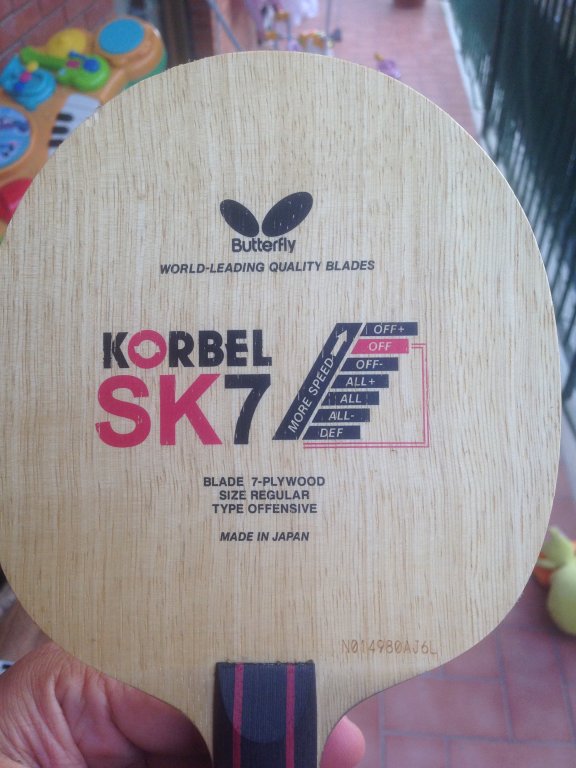 Butterfly
WORLD-LEADING QUALITY BLADES
KORBEL
SK7
MORE SPEED
OFF+
OFF
OFF-
ALL+
ALL
ALL-
DEF
BLADE 7-PLYWOOD
SIZE REGULAR
TYPE OFFENSIVE
MADE IN JAPAN
N014980AJ6L